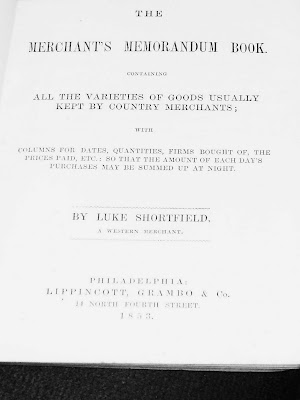 THE
MERCHANT'S MEMORANDUM BOOK.
CONTAINING
ALL THE VARIETIES OF GOODS USUALLY
KEPT BY COUNTRY MERCHANTS;
WITH
COLUMNS FOR DATES, QUANTITIES, FIRMS BOUGHT OF, THE
PRICES PAID, ETC.: SO THAT THE AMOUNT OF EACH DAY'S
PURCHASES MAY BE SUMMED UP AT NIGHT.
BY LUKE SHORTFIELD,
A WESTERN MERCHANT.
PHILADELPHIA:
LIPPINCOTT, GRAMBO & Co.
NORTH FOURTH STREET.
1853.